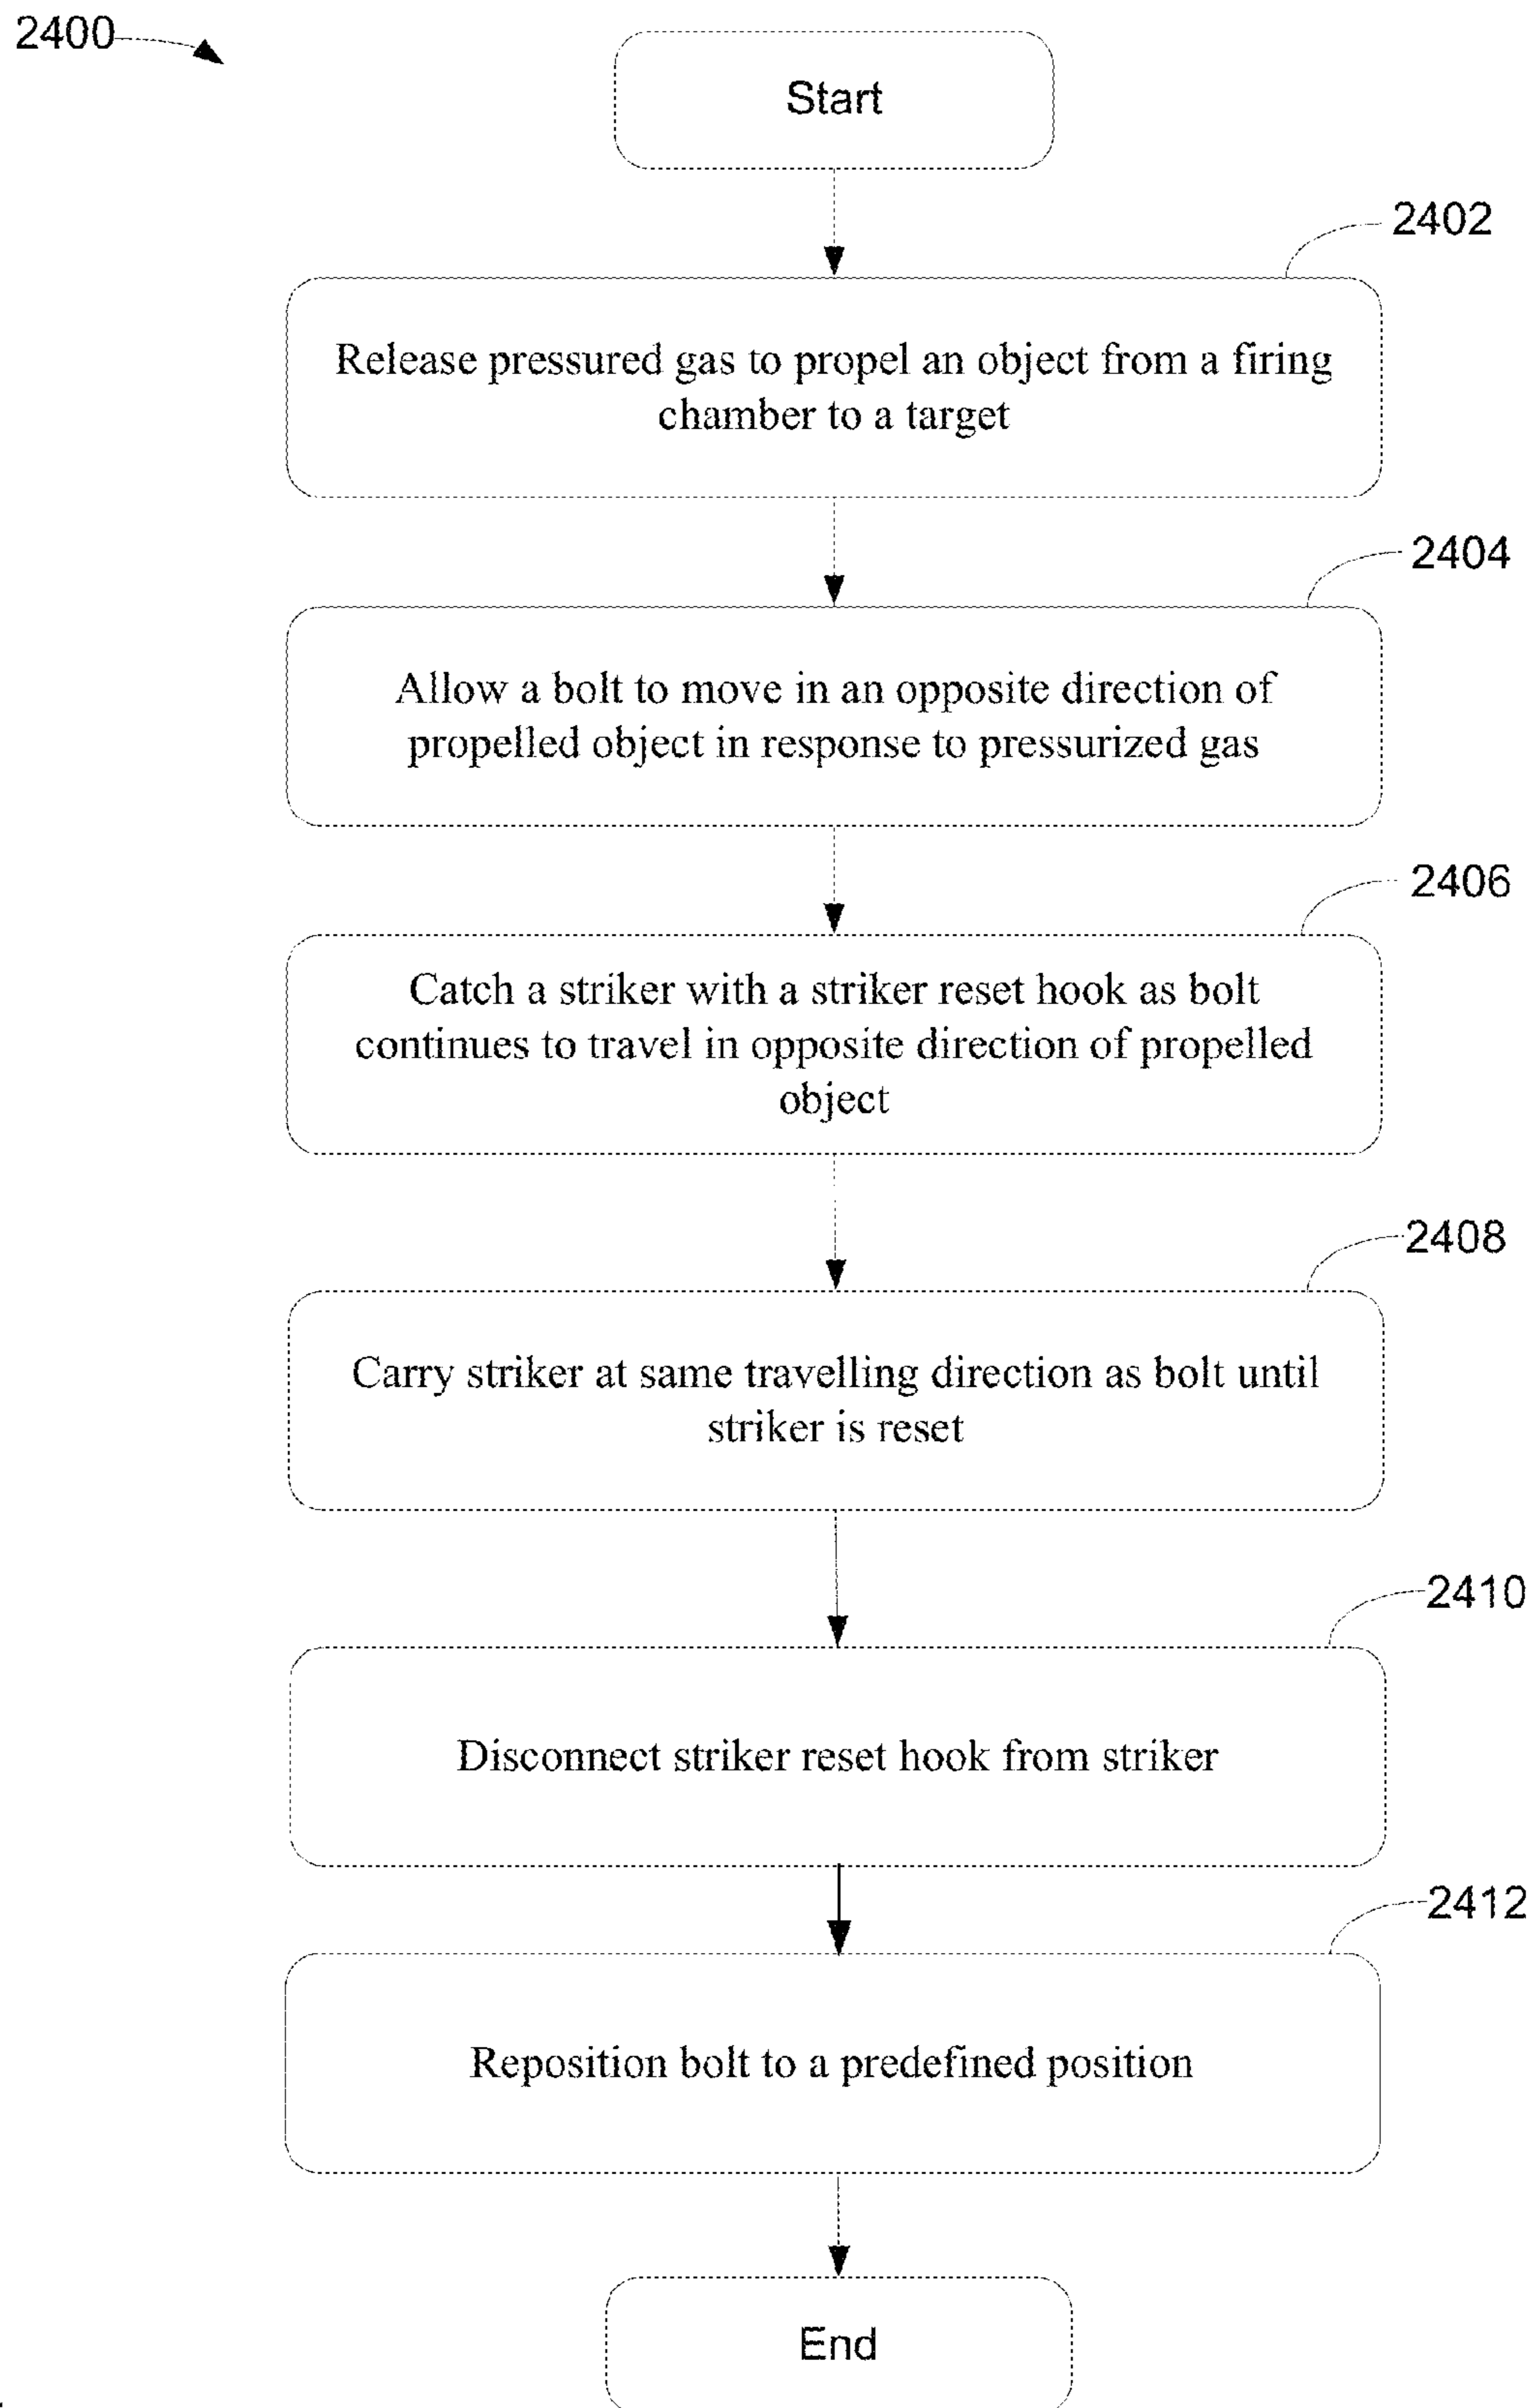 2400
Start
2402
Release pressured gas to propel an object from a firing
chamber to a target
2404
Allow a bolt to move in an opposite direction of
propelled object in response to pressurized gas
2406
Catch a striker with a striker reset hook as bolt
continues to travel in opposite direction of propelled
object
2408
Carry striker at same travelling direction as bolt until
striker is reset
2410
Disconnect striker reset hook from striker
2412
Reposition bolt to a predefined position
End